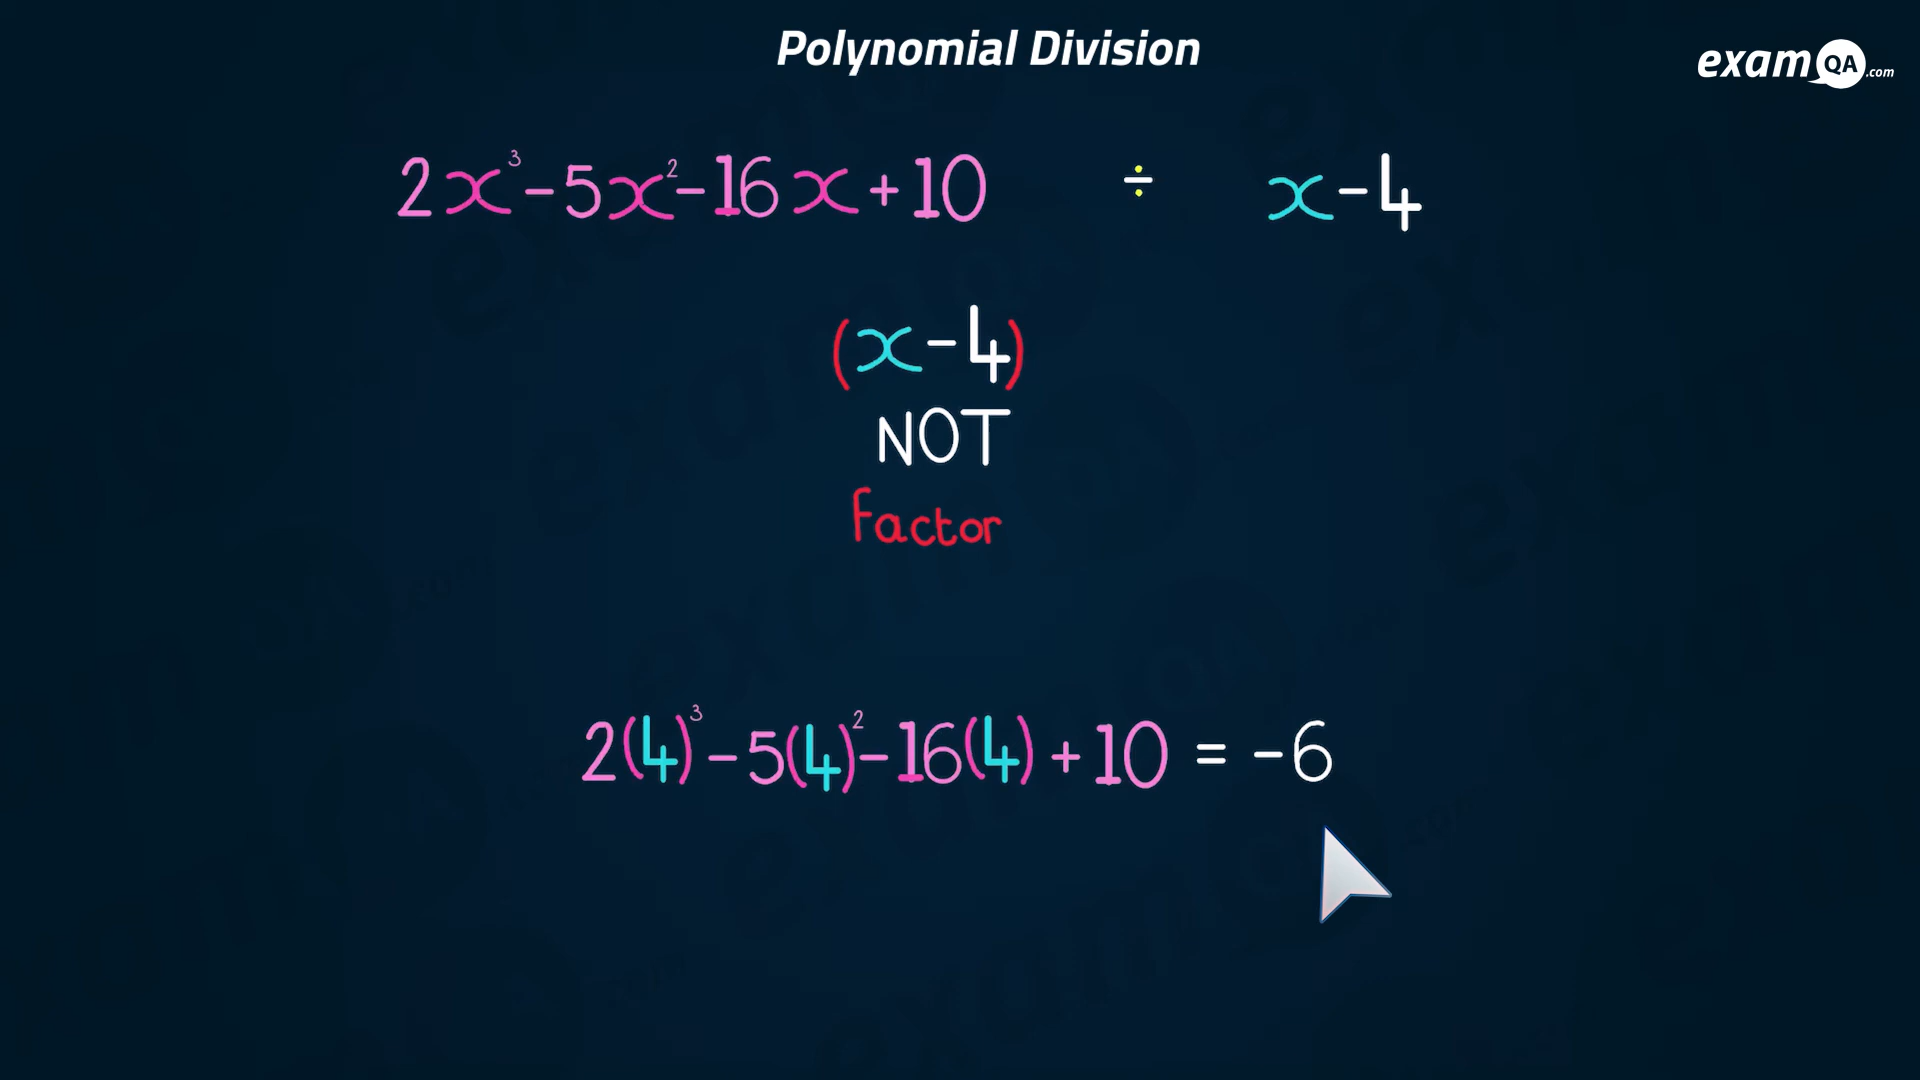 Polynomial Division
examQA.com
2x³-5x²-16x+10 ÷ x-4
(x-4)
NOT
Factor
2(4)³-5(4)²-16(4)+10 = -6